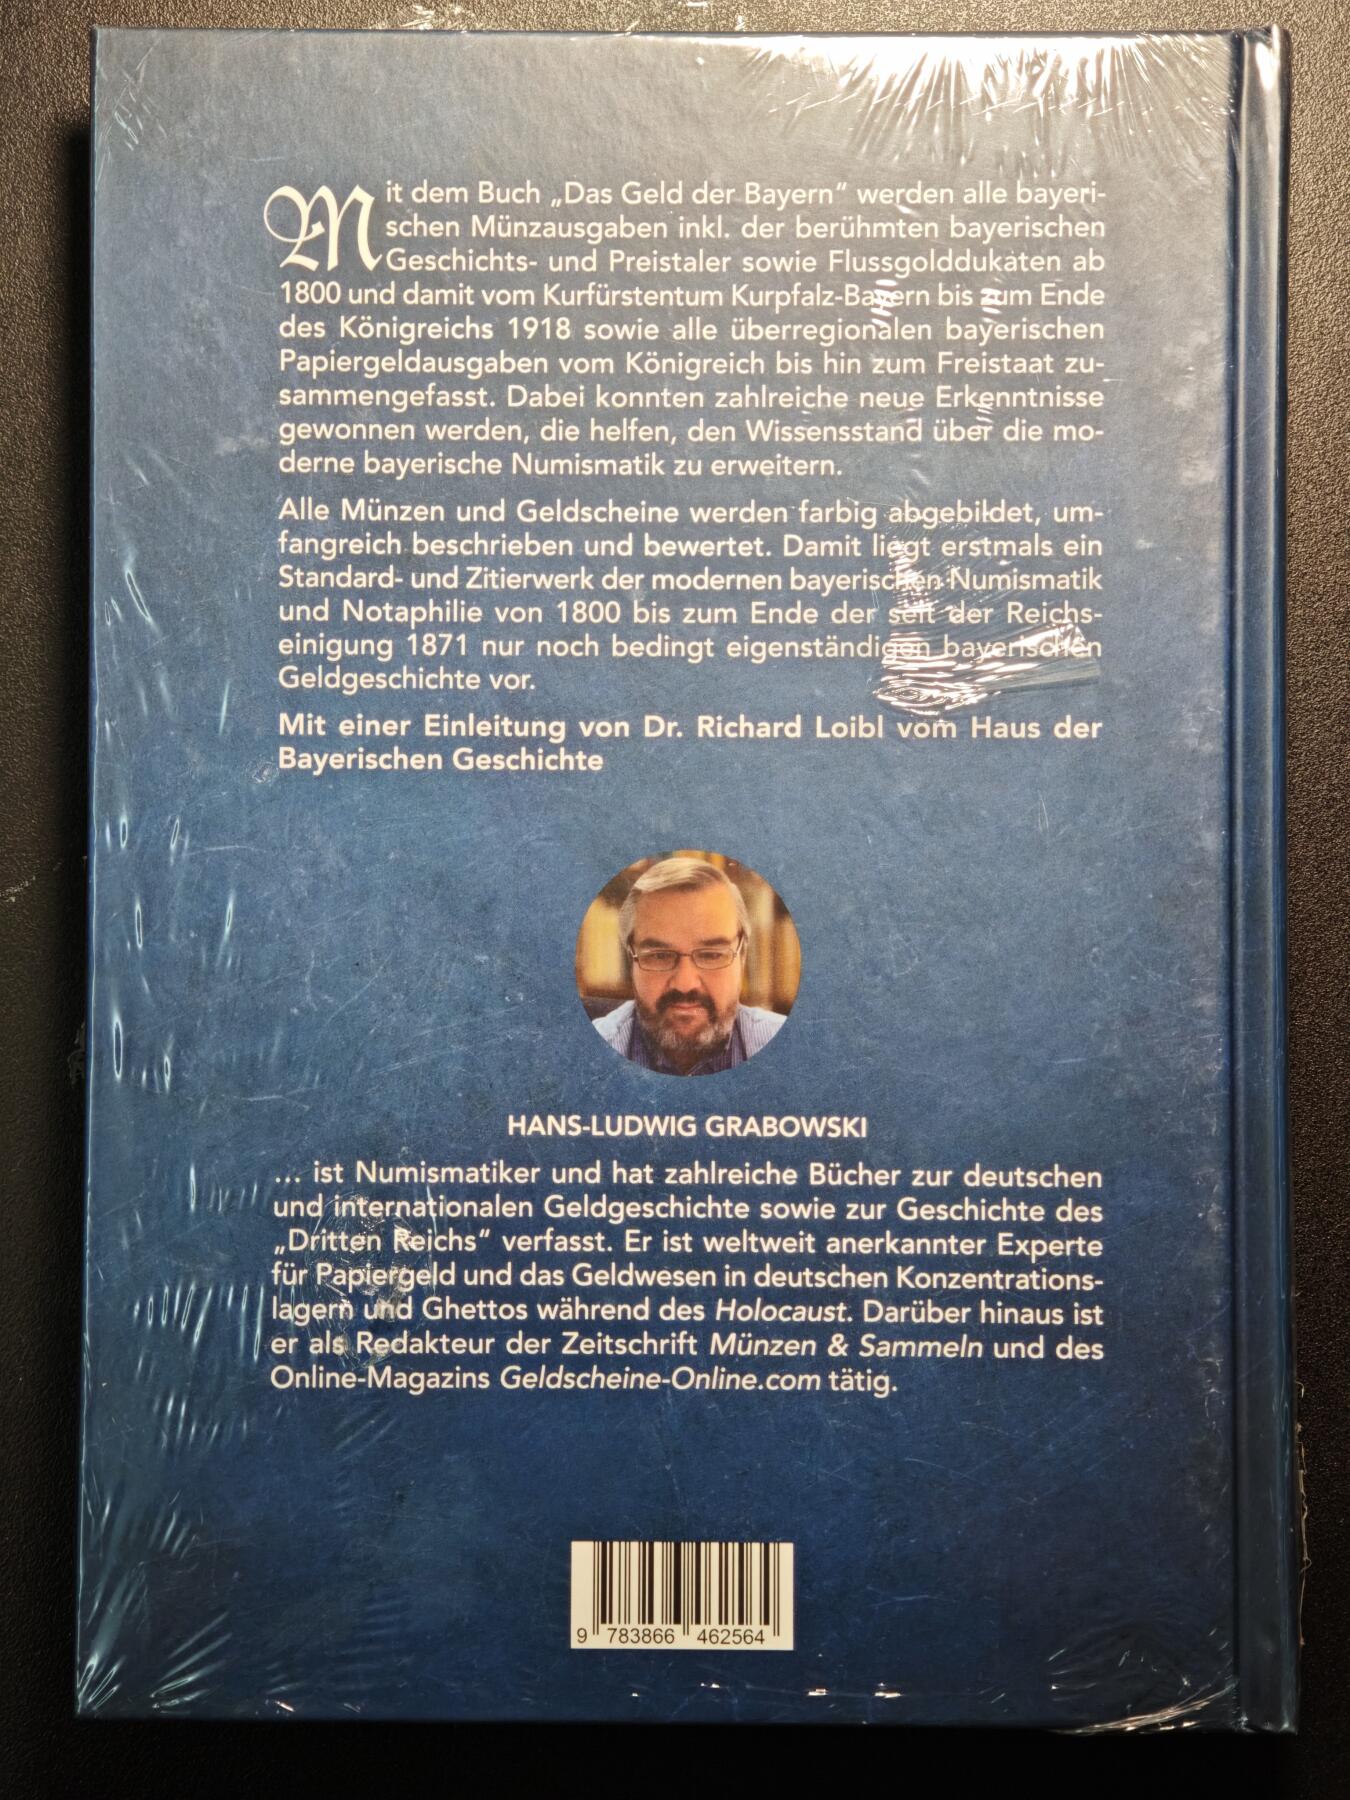 Mit dem Buch „Das Geld der Bayern“ werden alle bayeri-
schen Münzausgaben inkl. der berühmten bayerischen
Geschichts- und Preistaler sowie Flussgolddukaten ab
1800 und damit vom Kurfürstentum Kurpfalz-Bayern bis zum Ende
des Königreichs 1918 sowie alle überregionalen bayerischen
Papiergeldausgaben vom Königreich bis hin zum Freistaat zu-
sammengefasst. Dabei konnten zahlreiche neue Erkenntnisse
gewonnen werden, die helfen, den Wissensstand über die mo-
derne bayerische Numismatik zu erweitern.
Alle Münzen und Geldscheine werden farbig abgebildet, um-
fangreich beschrieben und bewertet. Damit liegt erstmals ein
Standard- und Zitierwerk der modernen bayerischen Numismatik
und Notaphilie von 1800 bis zum Ende der seit der Reichs-
einigung 1871 nur noch bedingt eigenständigen bayerischen
Geldgeschichte vor.
Mit einer Einleitung von Dr. Richard Loibl vom Haus der
Bayerischen Geschichte
HANS-LUDWIG GRABOWSKI
... ist Numismatiker und hat zahlreiche Bücher zur deutschen
und internationalen Geldgeschichte sowie zur Geschichte des
„Dritten Reichs“ verfasst. Er ist weltweit anerkannter Experte
für Papiergeld und das Geldwesen in deutschen Konzentrations-
lagern und Ghettos während des Holocaust. Darüber hinaus ist
er als Redakteur der Zeitschrift Münzen & Sammeln und des
Online-Magazins Geldscheine-Online.com tätig.
9 783866 462564